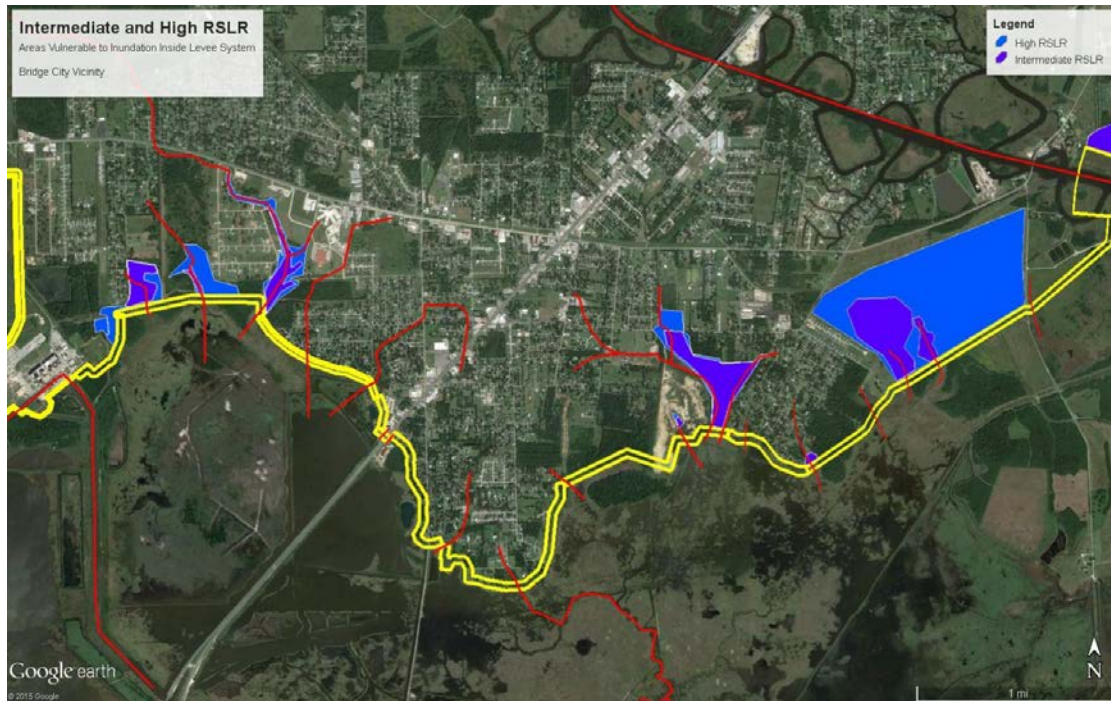 Intermediate and High RSLR
Areas Vulnerable to Inundation Inside Levee System
Bridge City Vicinity
Legend
High RSLR
Intermediate RSLR
Google earth
© 2015 Google
N
1 mi